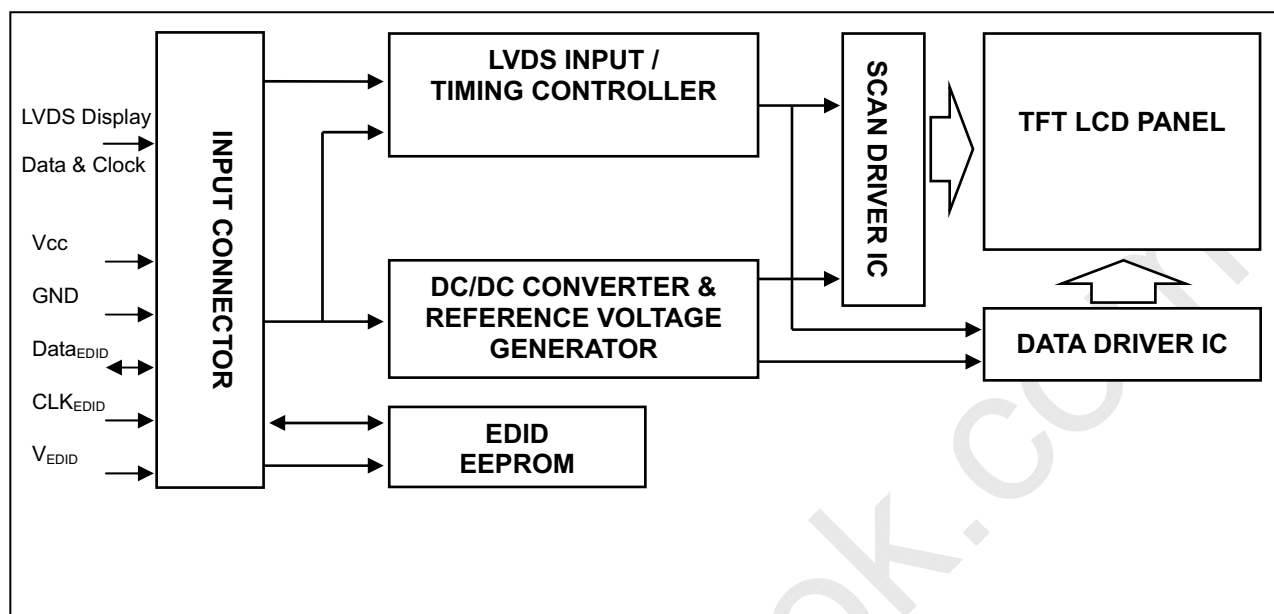 LVDS Display
Data & Clock
Vcc
GND
DataEDID
CLKEDID
VEDID
INPUT CONNECTOR
LVDS INPUT /
TIMING CONTROLLER
DC/DC CONVERTER &
REFERENCE VOLTAGE
GENERATOR
EDID
EEPROM
SCAN DRIVER IC
TFT LCD PANEL
DATA DRIVER IC